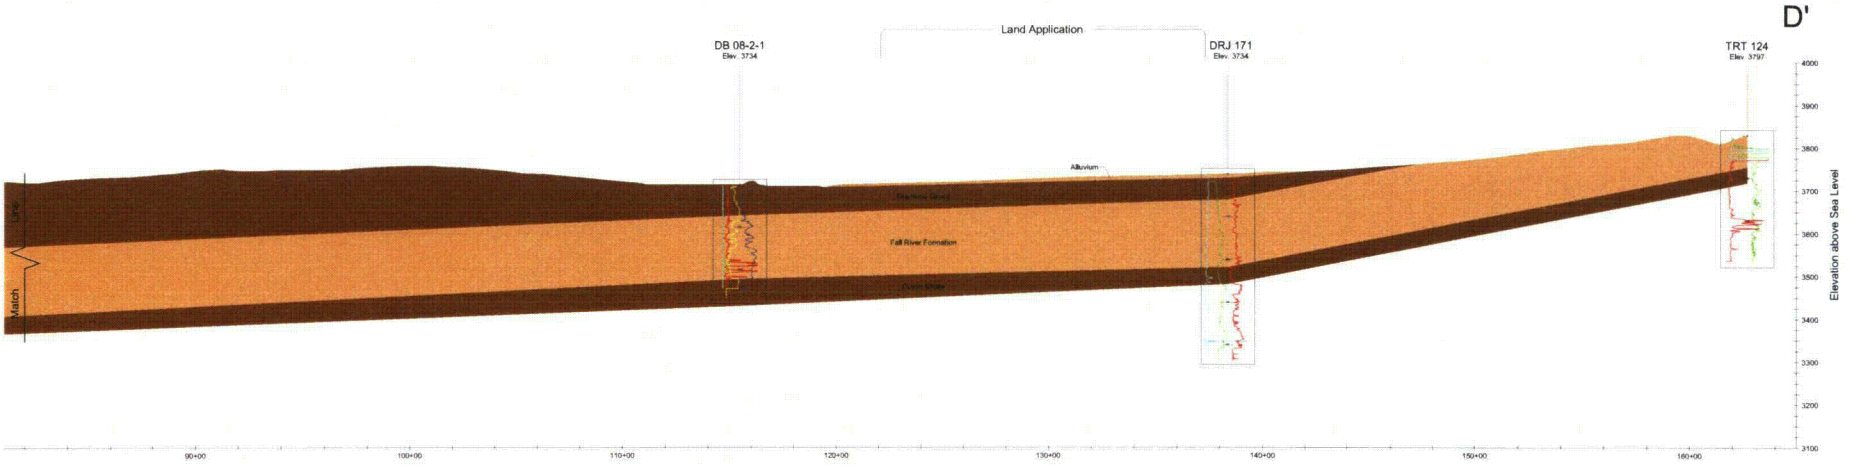 D'
Land Application
DB 08-2-1
Elev. 3734
DRJ 171
Elev. 3734
TRT 124
Elev. 3797
4000
3900
3800
3700
3600
3500
3400
3300
3200
3100
Elevation above Sea Level
Alluvium
Fall River Formation
Match Line
90+00
100+00
110+00
120+00
130+00
140+00
150+00
160+00